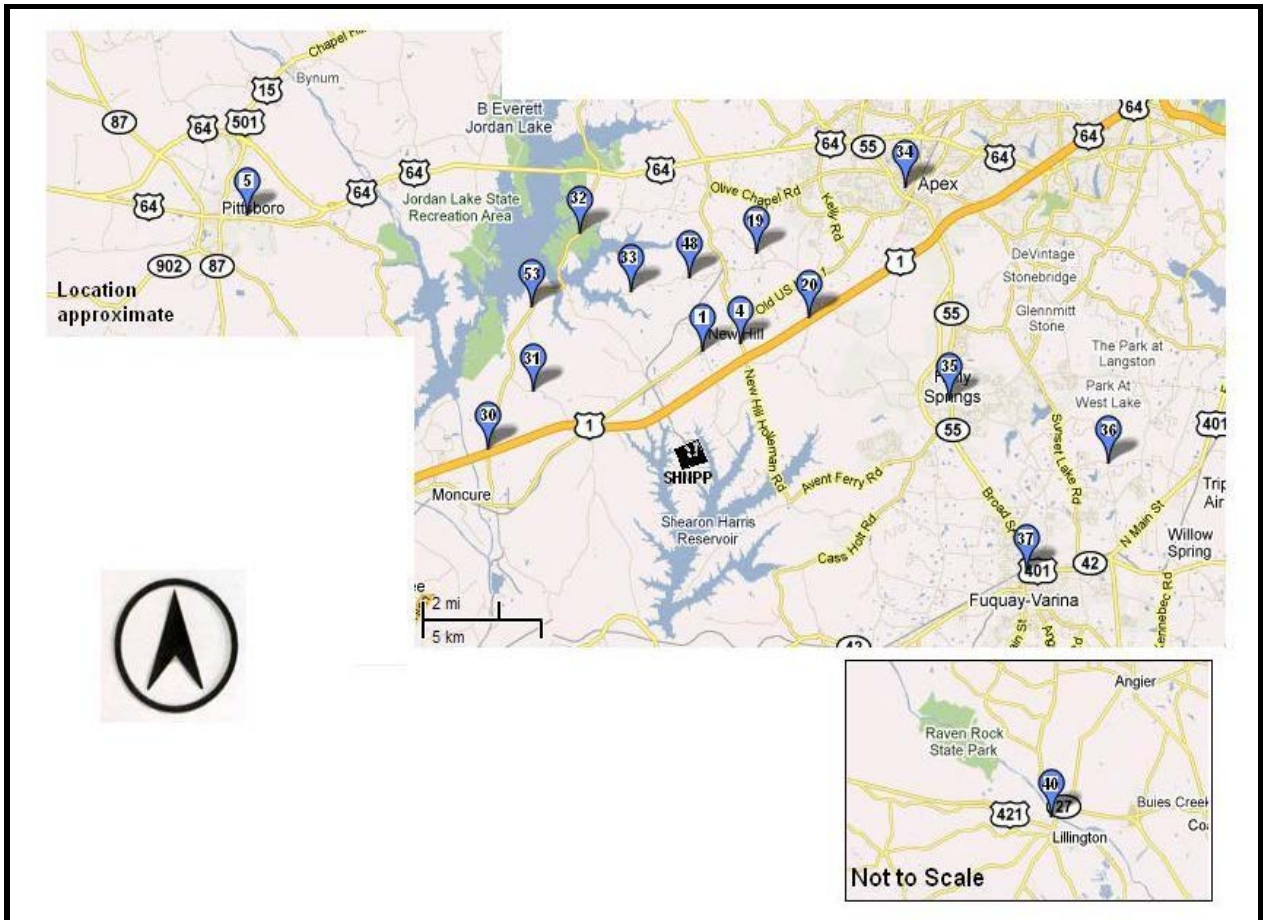 Chapel
Bynum
15
87
64
501
5
Pittsboro
64
64
902
87
Location
approximate
B Everett
Jordan Lake
64
Jordan Lake State
Recreation Area
32
64
64
55
34
64
64
64
Apex
Olive Chapel Rd
Kelly Rd
19
48
33
53
1
4
20
Old US
New Hill
1
DeVintage
Stonebridge
55
Glenmitt
Stone
The Park at
Langston
Park At
West Lake
31
35
Springs
30
1
36
401
55
New Hill Holleman Rd
Sunset Lake Rd
SHNPP
Moncure
Avent Ferry Rd
Shearon Harris
Reservoir
Cass Holt Rd
Broad
N Main St
Willow
Spring
37
401
42
Fuquay-Varina
Kennebec Rd
2 mi
5 km
42
Angier
Raven Rock
State Park
40
27
421
Buies Creek
Lillington
Not to Scale